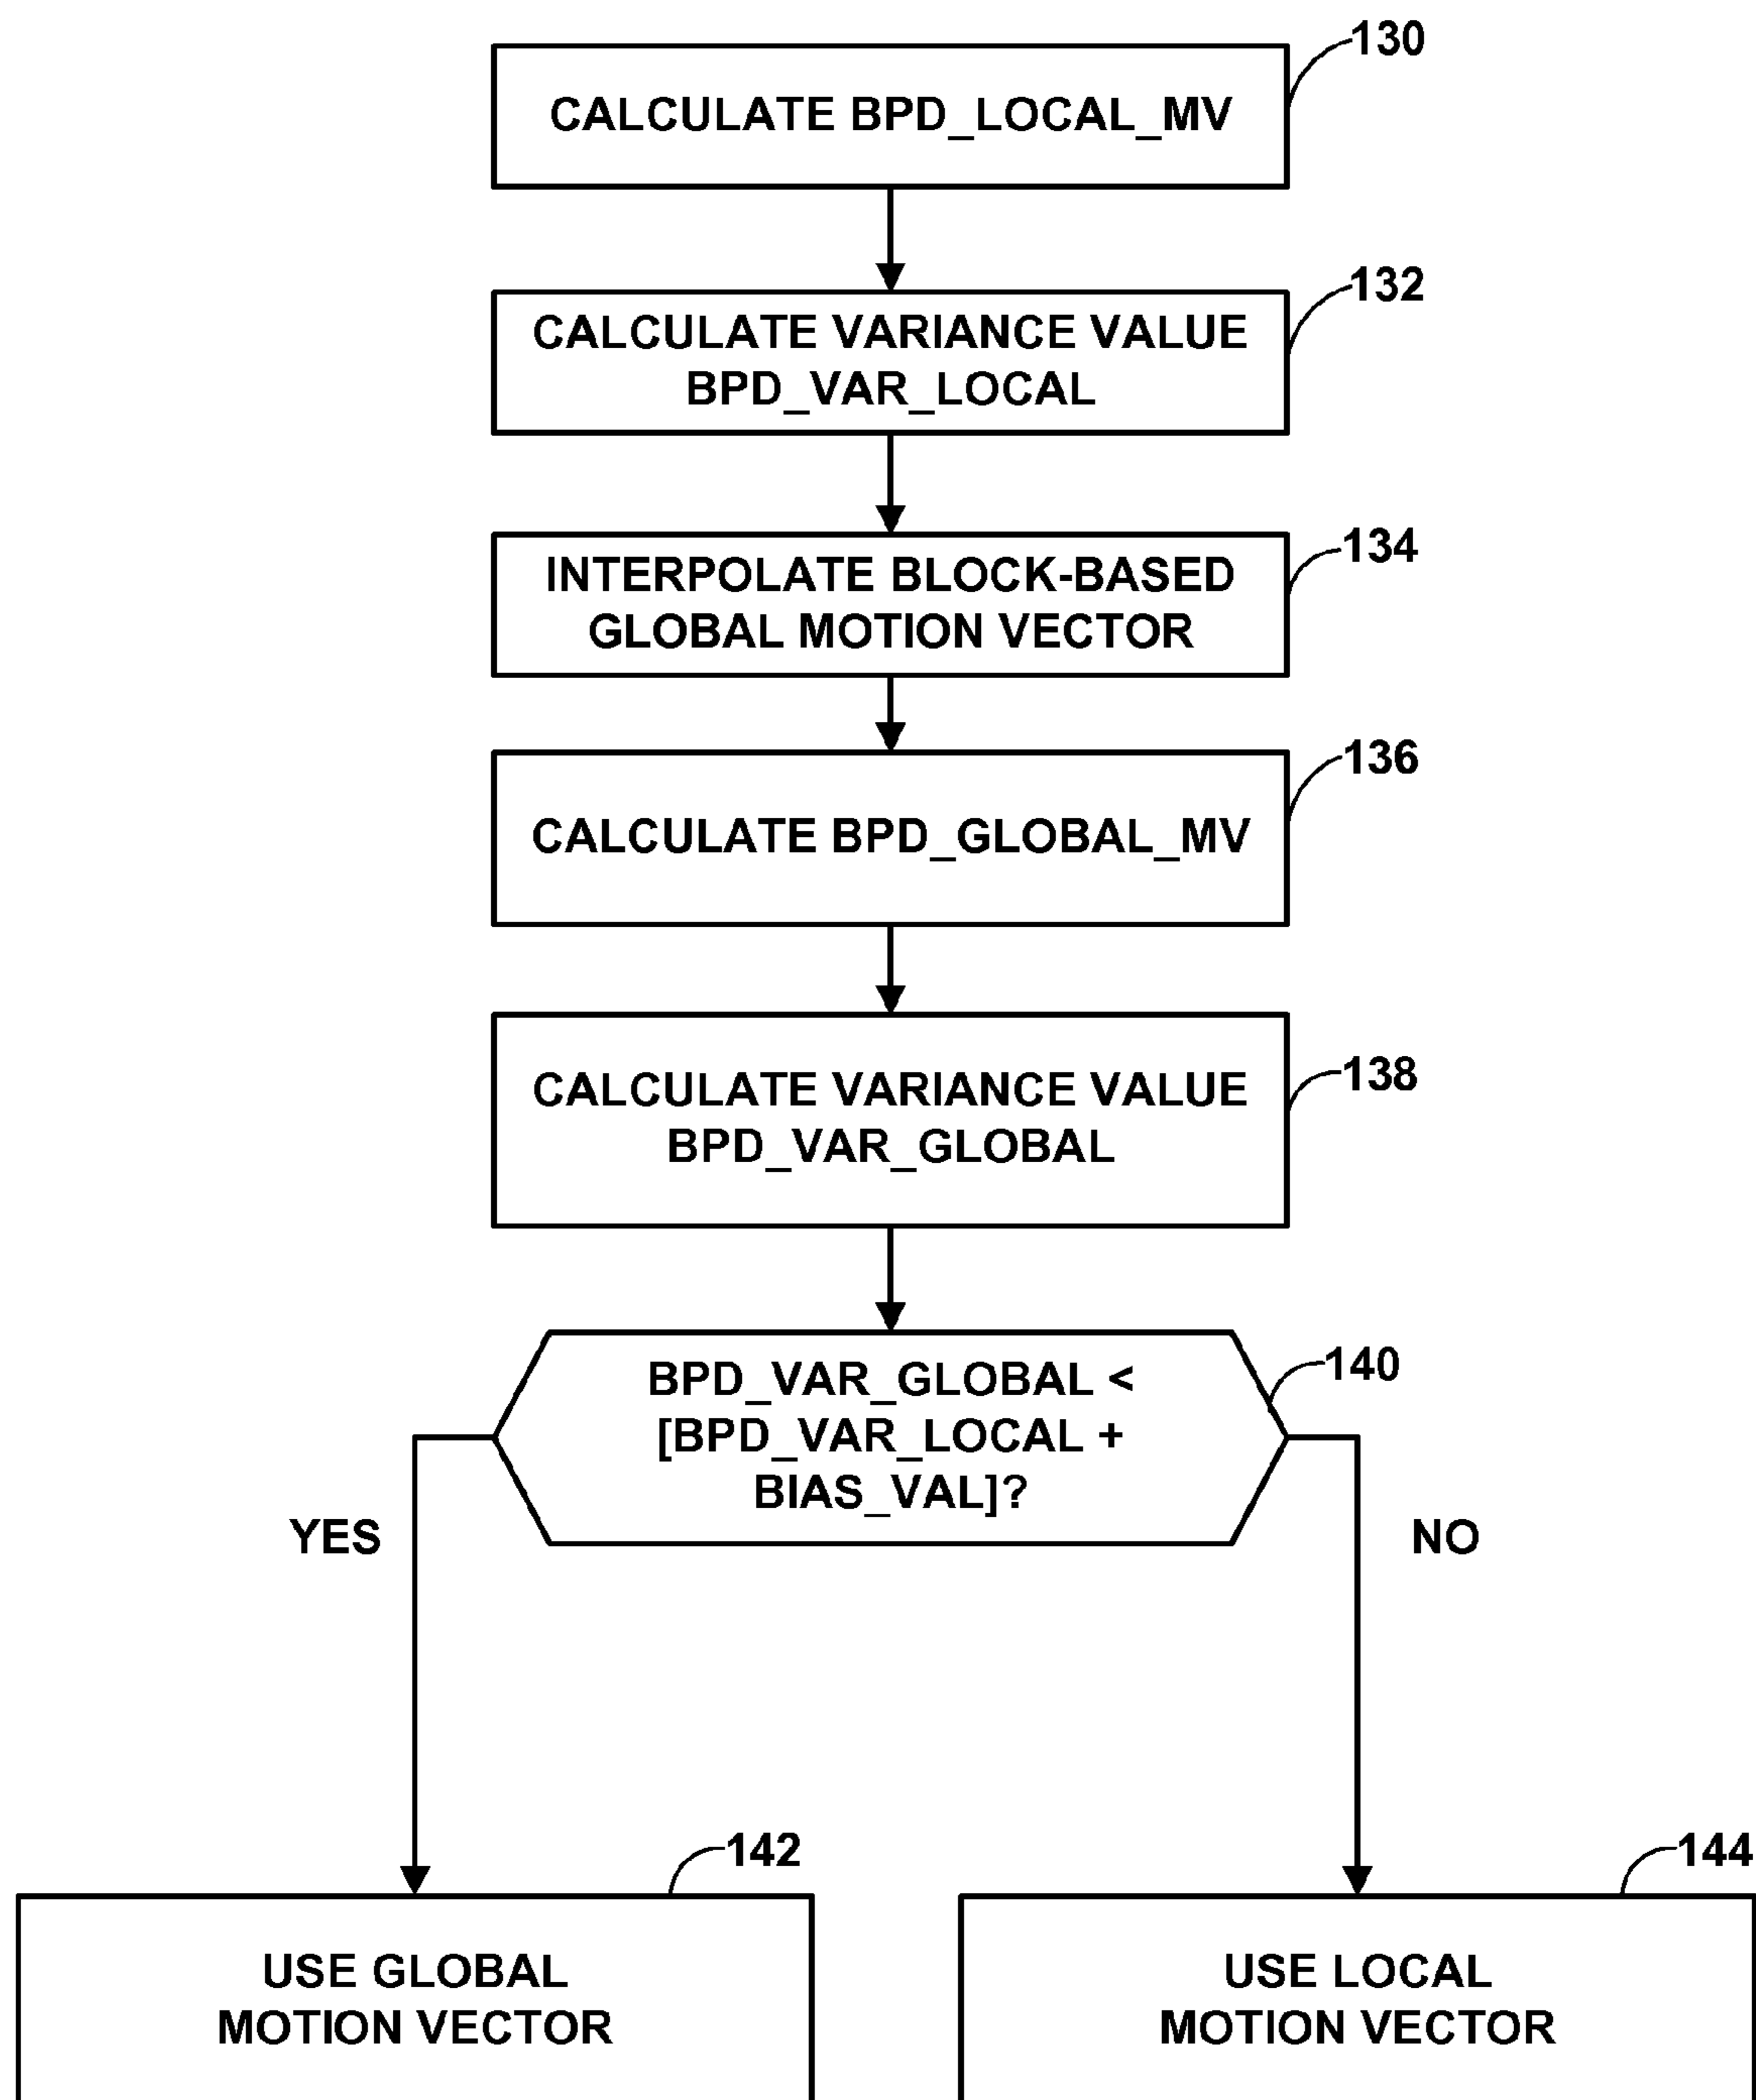 130
CALCULATE BPD_LOCAL_MV
132
CALCULATE VARIANCE VALUE
BPD_VAR_LOCAL
134
INTERPOLATE BLOCK-BASED
GLOBAL MOTION VECTOR
136
CALCULATE BPD_GLOBAL_MV
138
CALCULATE VARIANCE VALUE
BPD_VAR_GLOBAL
140
BPD_VAR_GLOBAL <
[BPD_VAR_LOCAL +
BIAS_VAL]?
YES
NO
142
USE GLOBAL
MOTION VECTOR
144
USE LOCAL
MOTION VECTOR